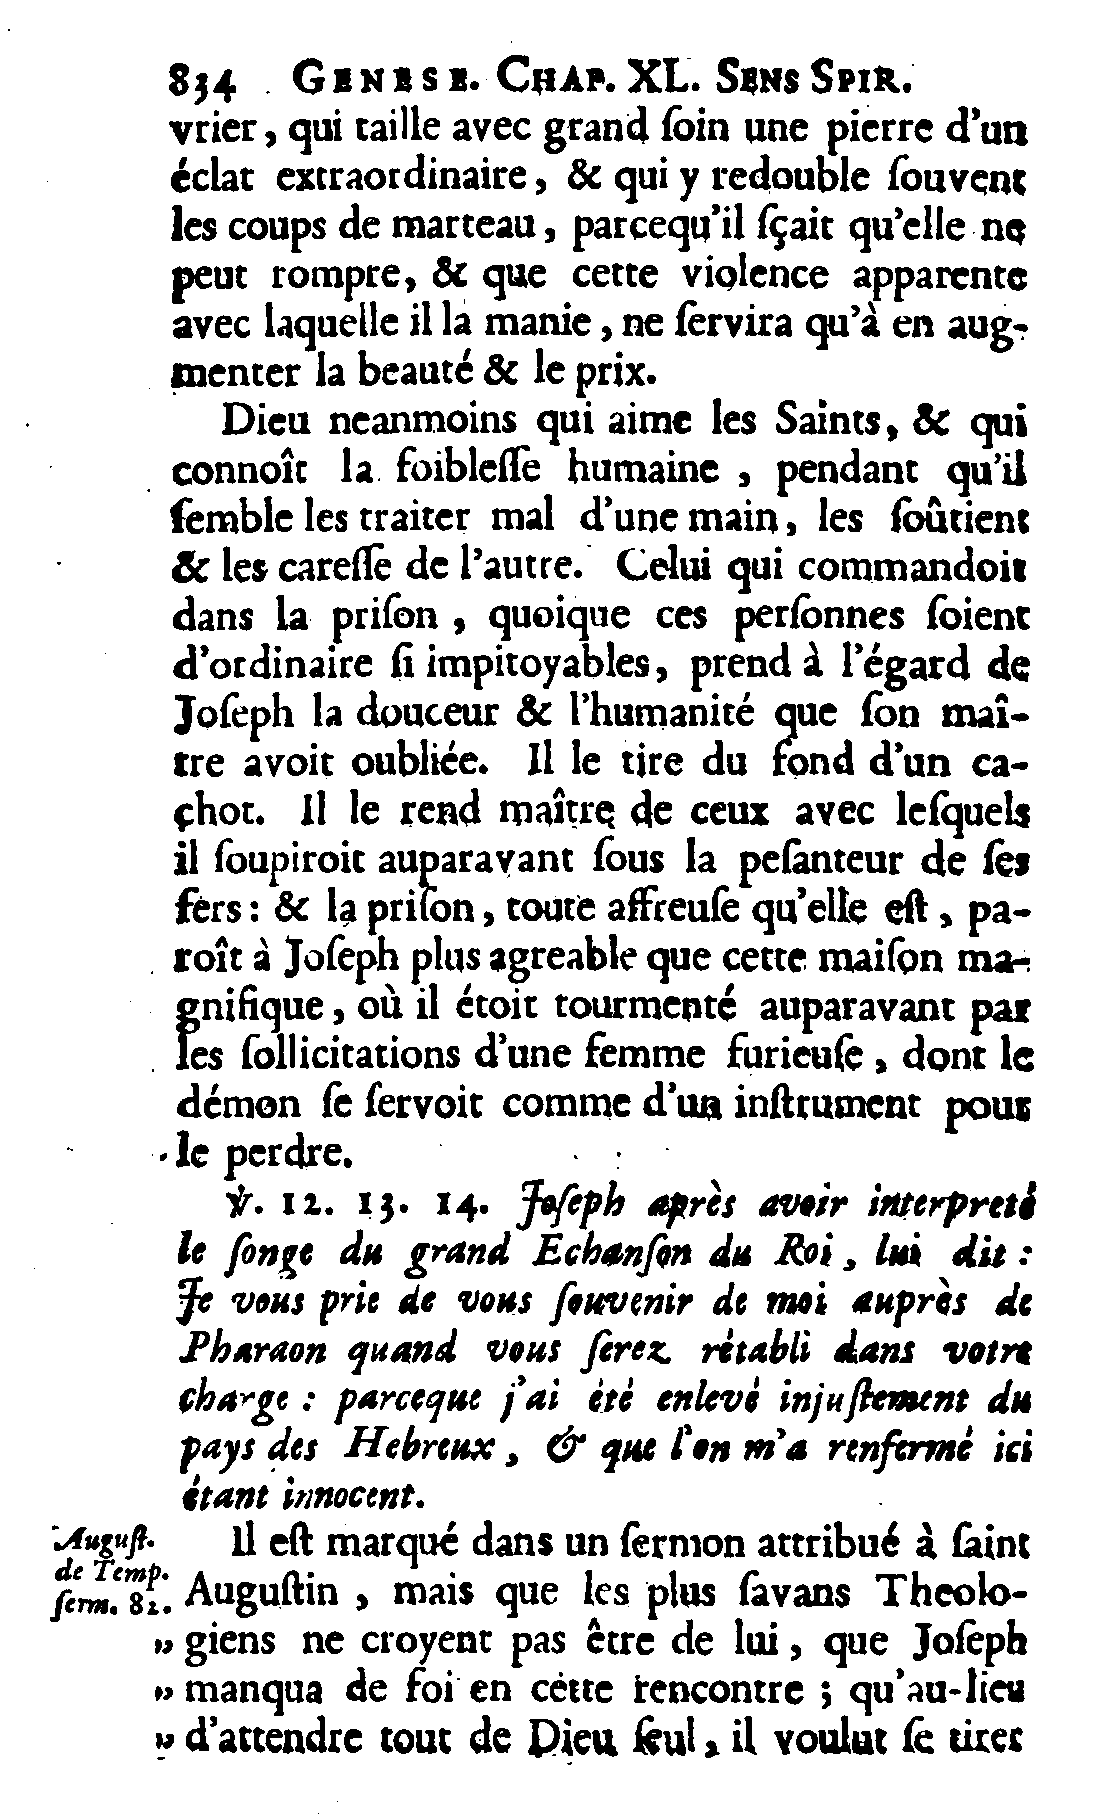 834 GENESE. CHAP. XL. SENS SPIR.
vrier, qui taille avec grand ſoin une pierre d'un
éclat extraordinaire, & qui y redouble ſouvent
les coups de marteau, parcequ'il ſçait qu'elle ne
peut rompre, & que cette violence apparente
avec laquelle il la manie, ne ſervira qu'à en aug-
menter la beauté & le prix.
Dieu neanmoins qui aime les Saints, & qui
connoît la foibleſſe humaine, pendant qu'il
ſemble les traiter mal d'une main, les ſoûtient
& les careſſe de l'autre. Celui qui commandoit
dans la priſon, quoique ces perſonnes ſoient
d'ordinaire ſi impitoyables, prend à l'égard de
Joſeph la douceur & l'humanité que ſon maî-
tre avoit oubliée. Il le tire du fond d'un ca-
chot. Il le rend maître de ceux avec leſquels
il ſoupiroit auparavant ſous la peſanteur de ſes
fers: & la priſon, toute affreuſe qu'elle eſt, pa-
roît à Joſeph plus agreable que cette maiſon ma-
gnifique, où il étoit tourmenté auparavant par
les ſollicitations d'une femme furieuſe, dont le
démon ſe ſervoit comme d'un inſtrument pour
le perdre.
℣. 12. 13. 14. Joſeph après avoir interpreté
le ſonge du grand Echanſon du Roi, lui dit :
Je vous prie de vous ſouvenir de moi auprès de
Pharaon quand vous ſerez rétabli dans votre
charge : parceque j'ai été enlevé injuſtement du
pays des Hebreux, & que l'on m'a renfermé ici
étant innocent.
Auguſt.
de Temp.
ſerm. 82.
Il eſt marqué dans un ſermon attribué à ſaint
Auguſtin, mais que les plus ſavans Theolo-
„ giens ne croyent pas être de lui, que Joſeph
„ manqua de foi en cette rencontre ; qu'au-lieu
„ d'attendre tout de Dieu ſeul, il voulut ſe tirer